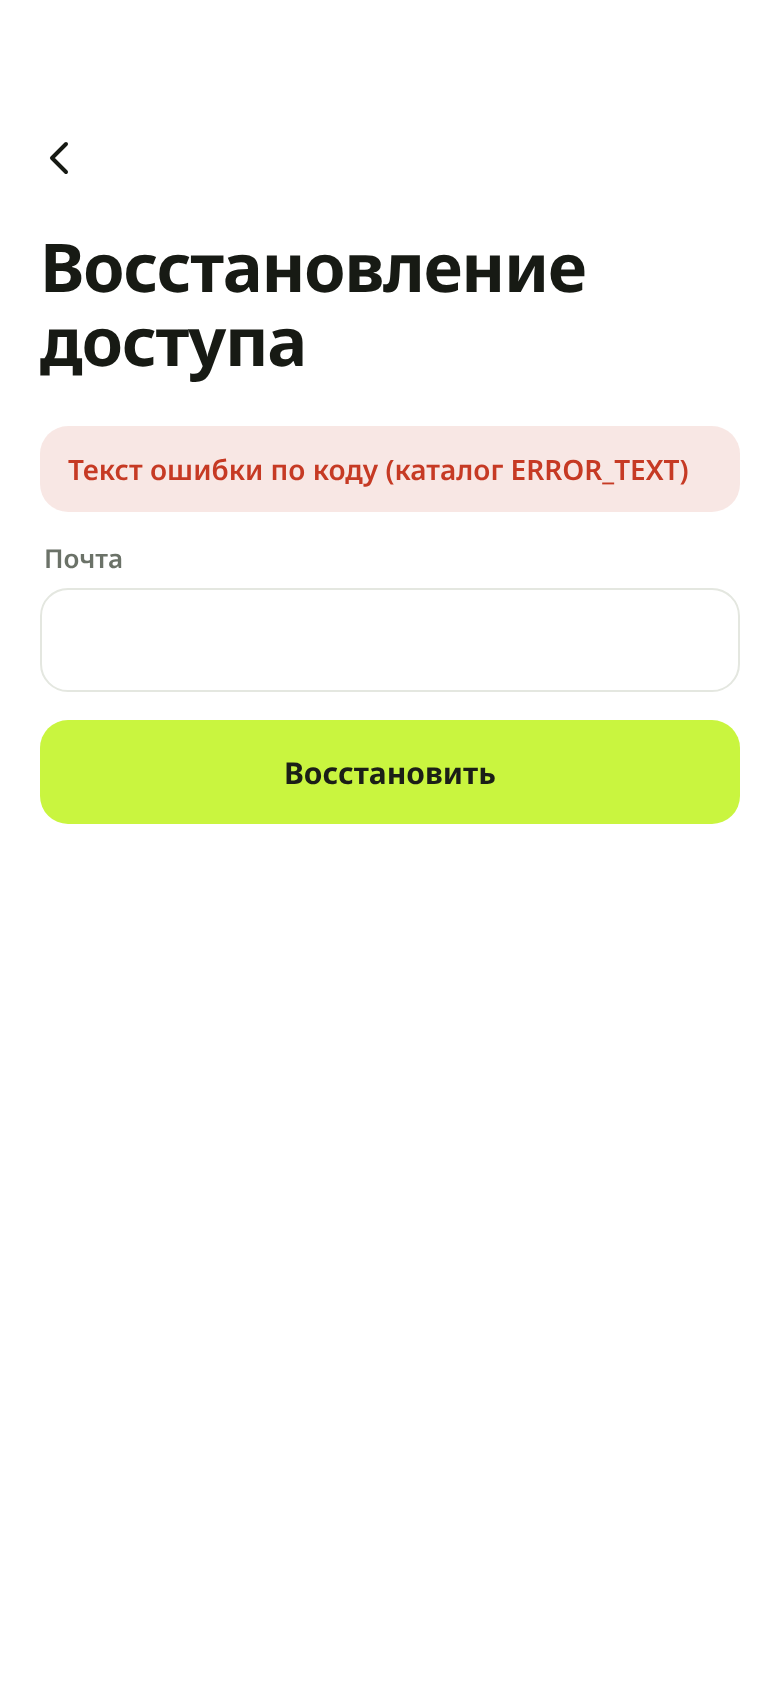 Восстановление
доступа
Текст ошибки по коду (каталог ERROR_TEXT)
Почта
Восстановить